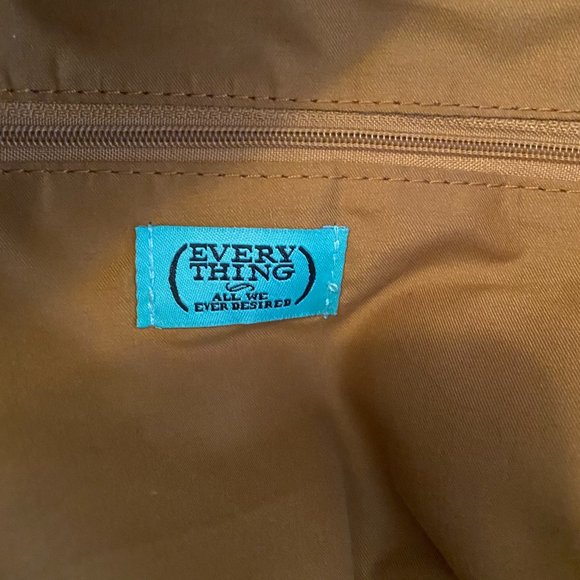 EVERY
THING
ALL WE
EVER DESIRED